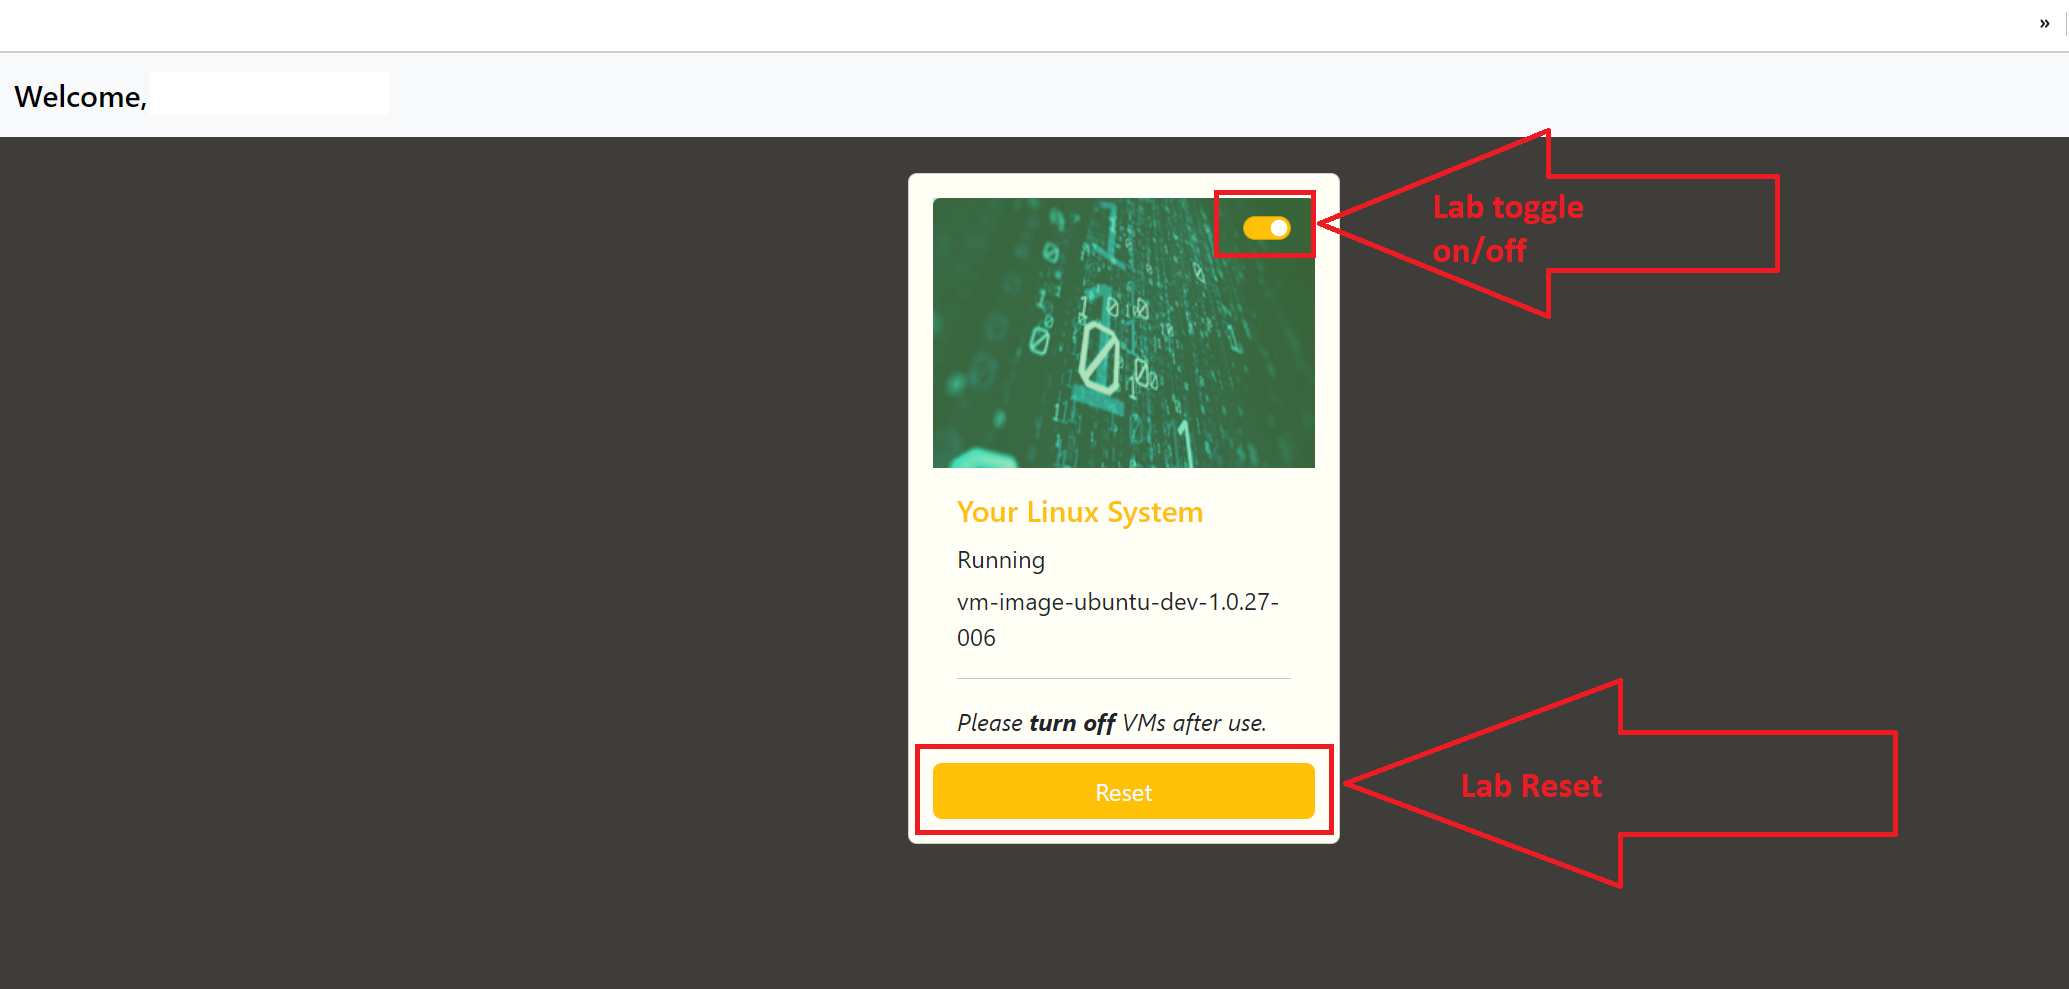 »
Welcome,
Lab toggle
on/off
Your Linux System
Running
vm-image-ubuntu-dev-1.0.27-
006
Please turn off VMs after use.
Reset
Lab Reset